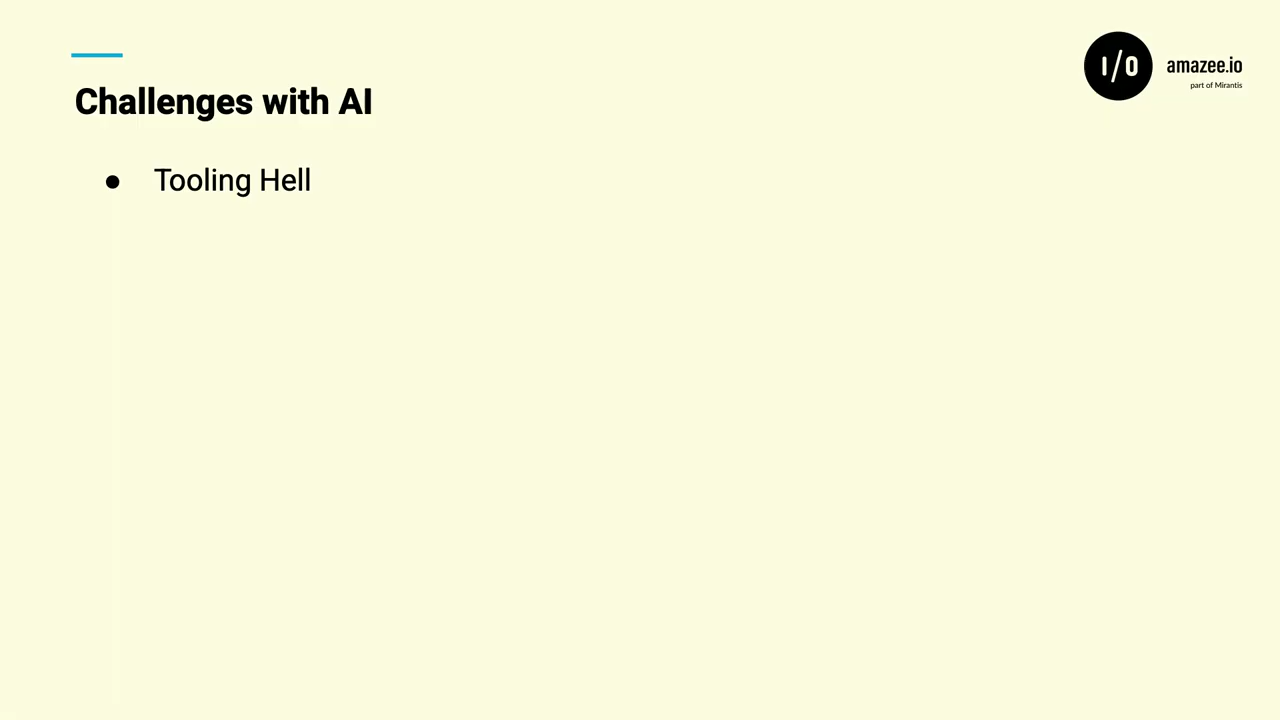 Challenges with AI
I/O
amazee.io
part of Mirantis
● Tooling Hell